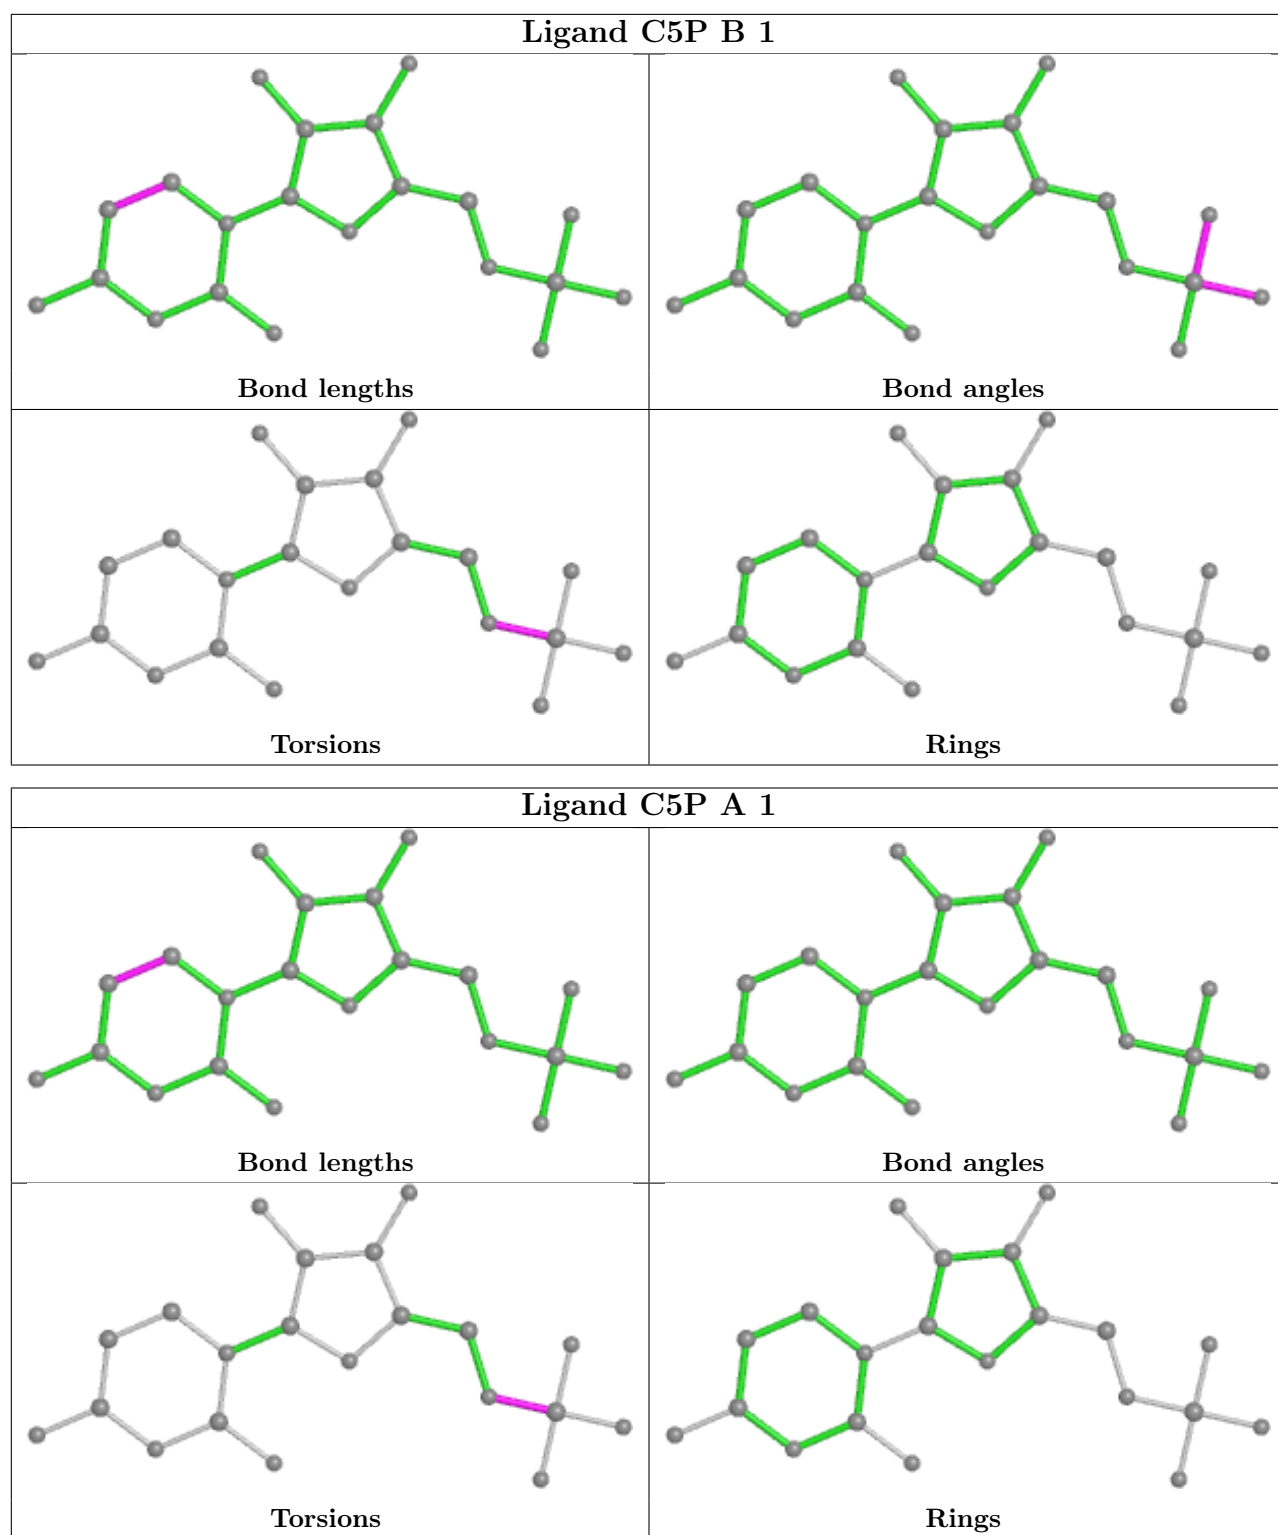 Ligand C5P B 1
Bond lengths
Bond angles
Torsions
Rings
Ligand C5P A 1
Bond lengths
Bond angles
Torsions
Rings